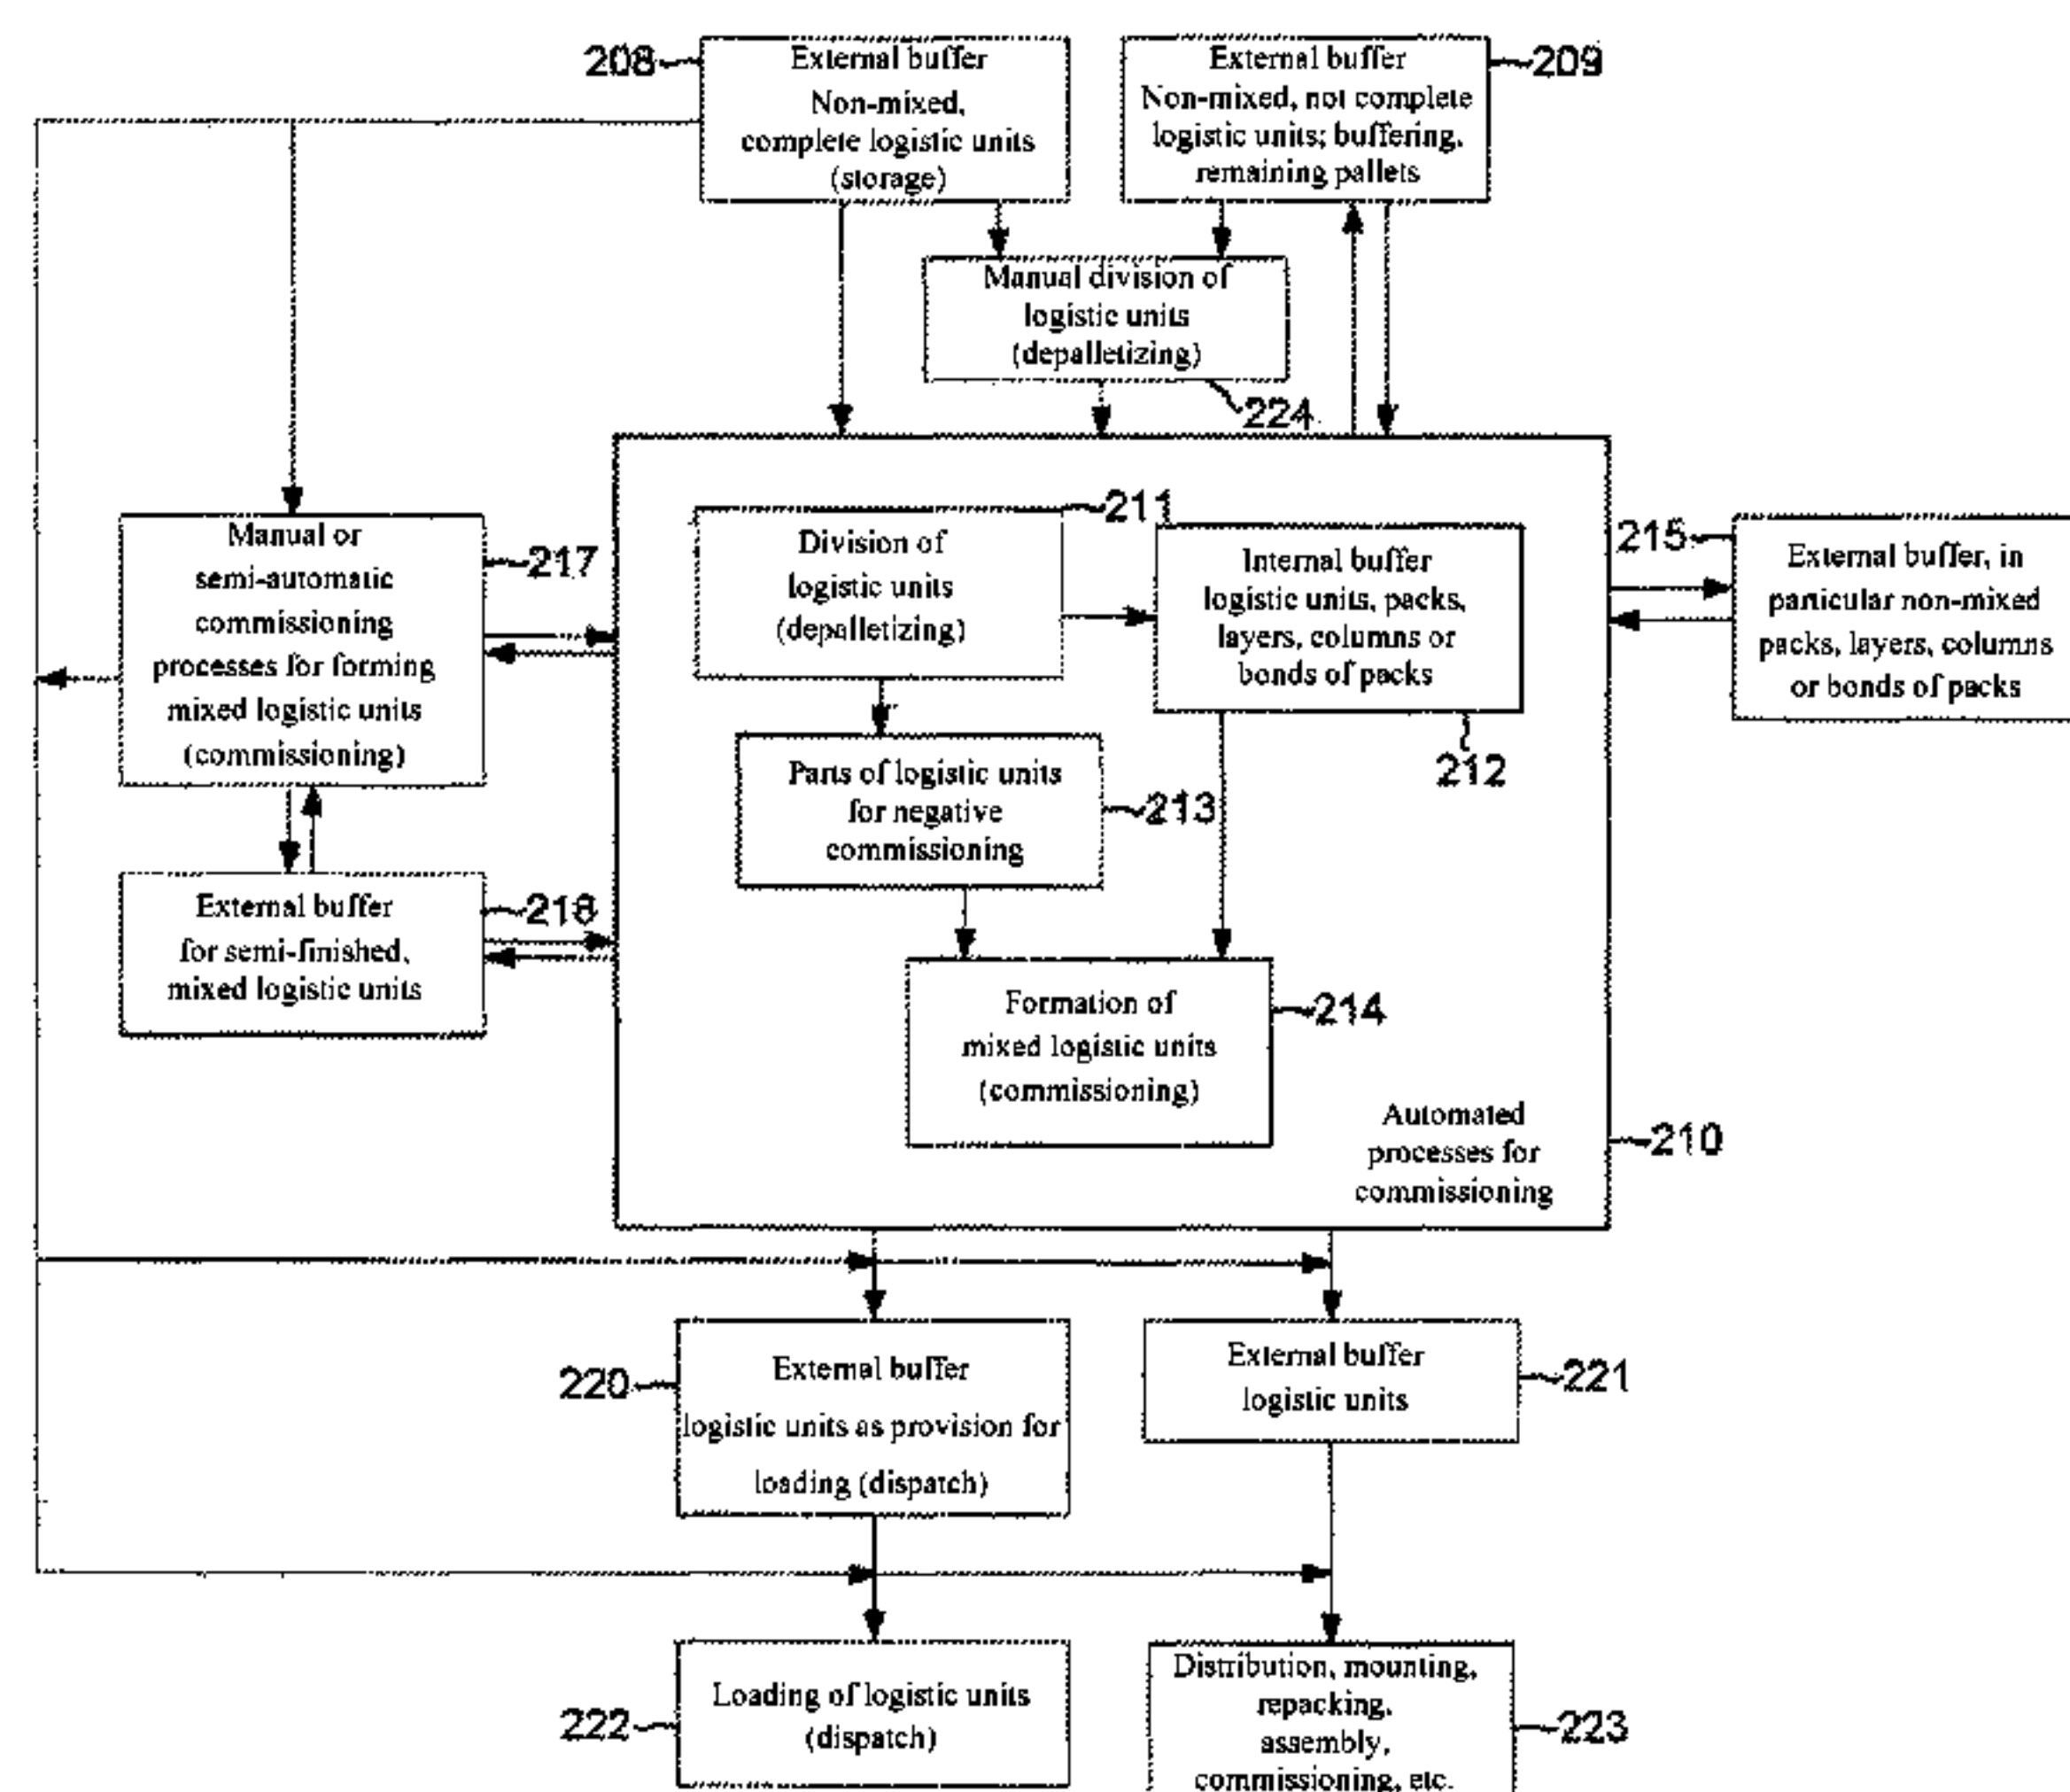 208
External buffer
Non-mixed,
complete logistic units
(storage)
External buffer
Non-mixed, not complete
logistic units; buffering,
remaining pallets
209
Manual division of
logistic units
(depalletizing)
224
Manual or
semi-automatic
commissioning
processes for forming
mixed logistic units
(commissioning)
217
211
Division of
logistic units
(depalletizing)
Internal buffer
logistic units, packs,
layers, columns or
bonds of packs
212
215
External buffer, in
particular non-mixed
packs, layers, columns
or bonds of packs
Parts of logistic units
for negative
commissioning
213
External buffer
for semi-finished,
mixed logistic units
216
Formation of
mixed logistic units
(commissioning)
214
Automated
processes for
commissioning
210
220
External buffer
logistic units as provision for
loading (dispatch)
External buffer
logistic units
221
222
Loading of logistic units
(dispatch)
Distribution, mounting,
repacking,
assembly,
commissioning, etc.
223